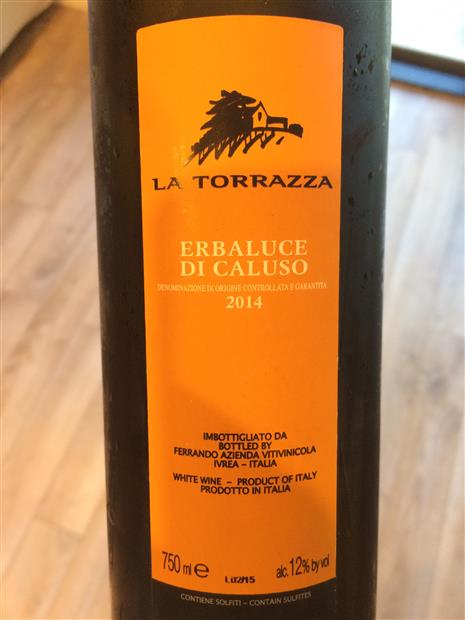 LA TORRAZZA
ERBALUCE
DI CALUSO
DENOMINAZIONE DI ORIGINE CONTROLLATA E GARANTITA
2014
IMBOTTIGLIATO DA
BOTTLED BY
FERRANDO AZIENDA VITIVINICOLA
IVREA - ITALIA
WHITE WINE - PRODUCT OF ITALY
PRODOTTO IN ITALIA
750 ml e L02M5 alc. 12% by vol
CONTIENE SOLFITI - CONTAIN SULFITES